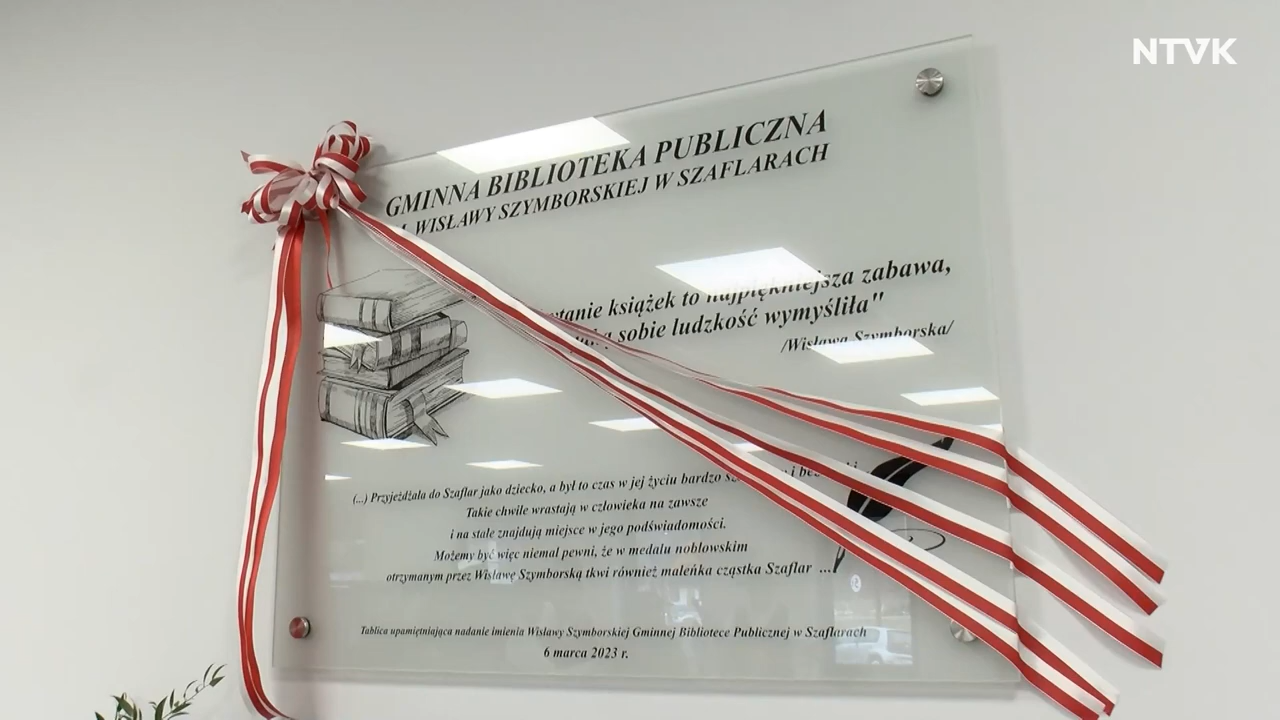 NTVK
GMINNA BIBLIOTEKA PUBLICZNA
WISŁAWY SZYMBORSKIEJ W SZAFLARACH
książek to najpiękniejsza zabawa,
sobie ludzkość wymyśliła"
/Wisława Szymborska/
(...) Przyjeżdżała do Szaflar jako dziecko, a był to czas w jej życiu bardzo i
Takie chwile wrastają w człowieka na zawsze
i na stałe znajdują miejsce w jego podświadomości.
Możemy być więc niemal pewni, że w medalu noblowskim
otrzymanym przez Wisławę Szymborską tkwi również maleńka cząstka Szaflar ...
Tablica upamiętniająca nadanie imienia Wisławy Szymborskiej Gminnej Bibliotece Publicznej w Szaflarach
6 marca 2023 r.